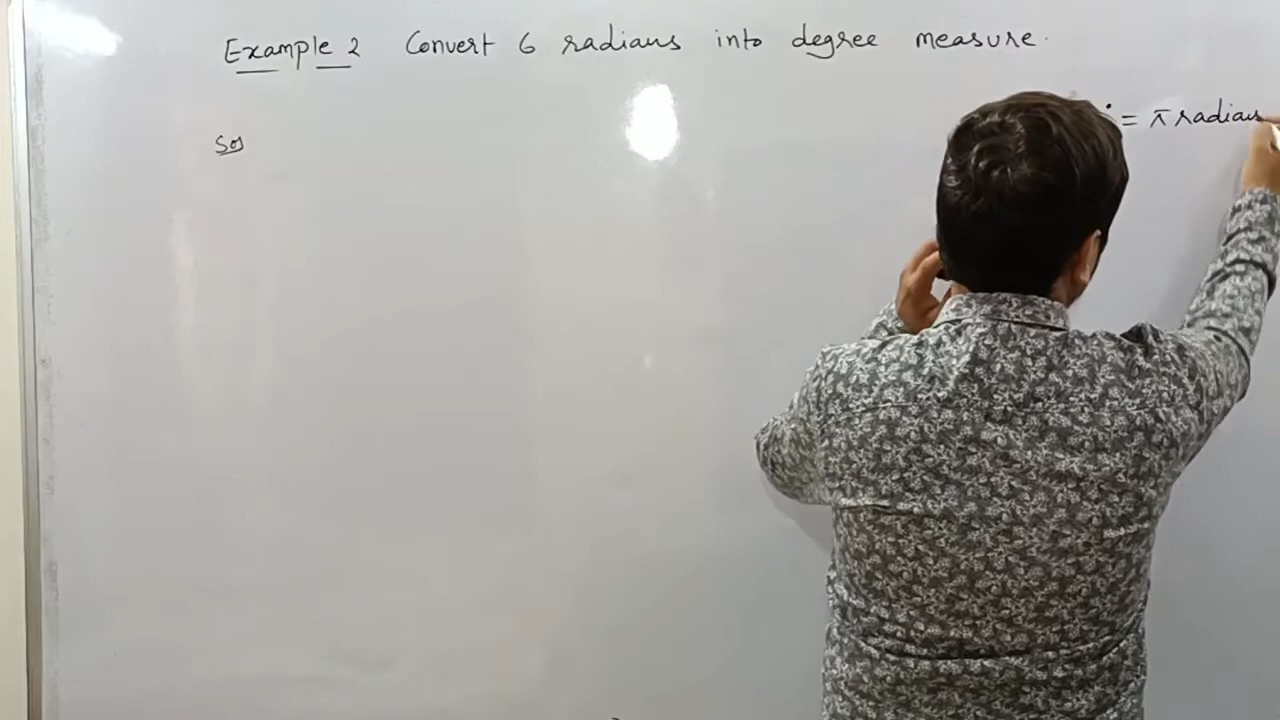 Example 2 Convert 6 radians into degree measure.
= π radians
Sol